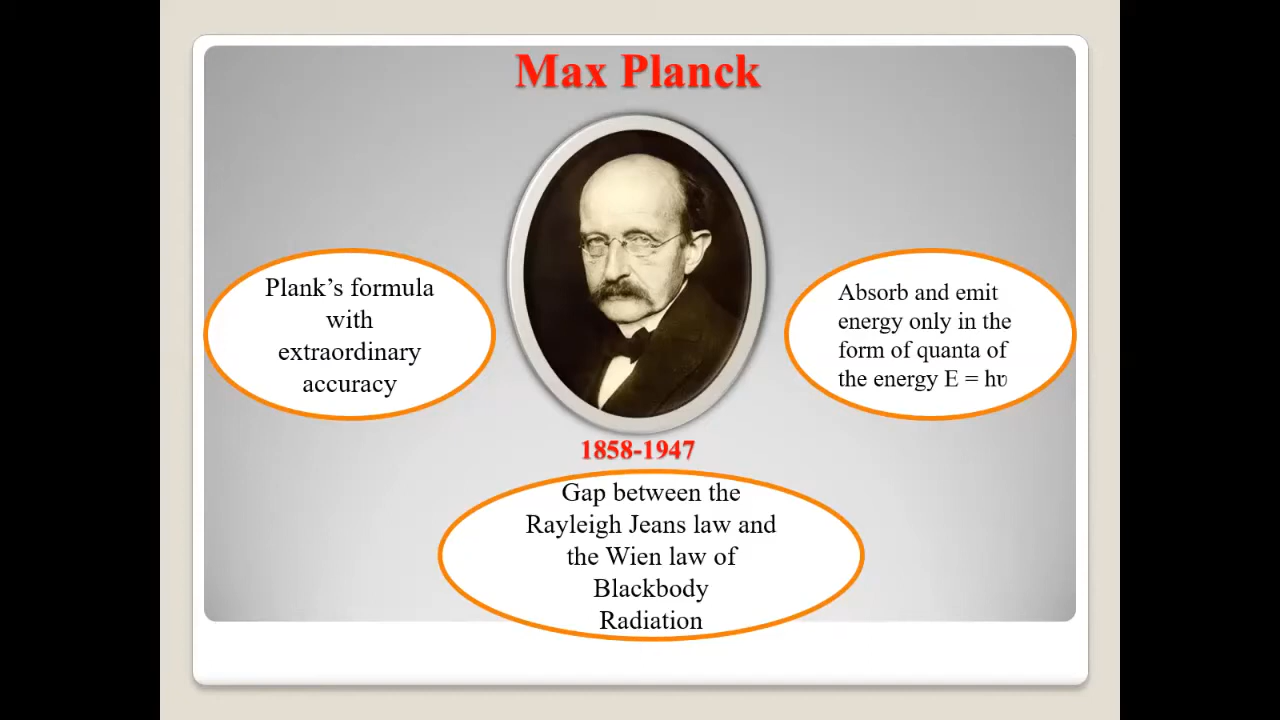 Max Planck
Plank’s formula
with
extraordinary
accuracy
Absorb and emit
energy only in the
form of quanta of
the energy E = hʋ
1858-1947
Gap between the
Rayleigh Jeans law and
the Wien law of
Blackbody
Radiation